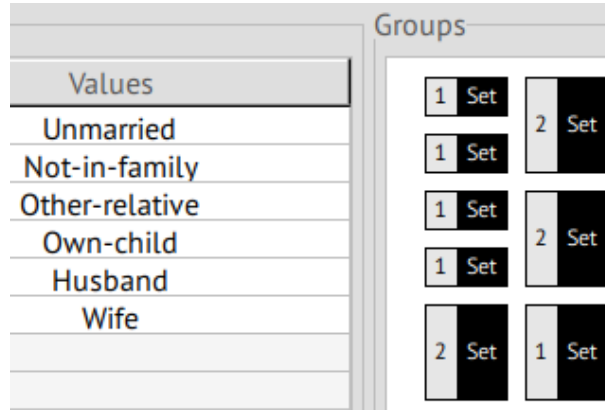 Groups
Values
Unmarried
Not-in-family
Other-relative
Own-child
Husband
Wife
1 Set
2 Set
1 Set
1 Set
2 Set
1 Set
2 Set
1 Set